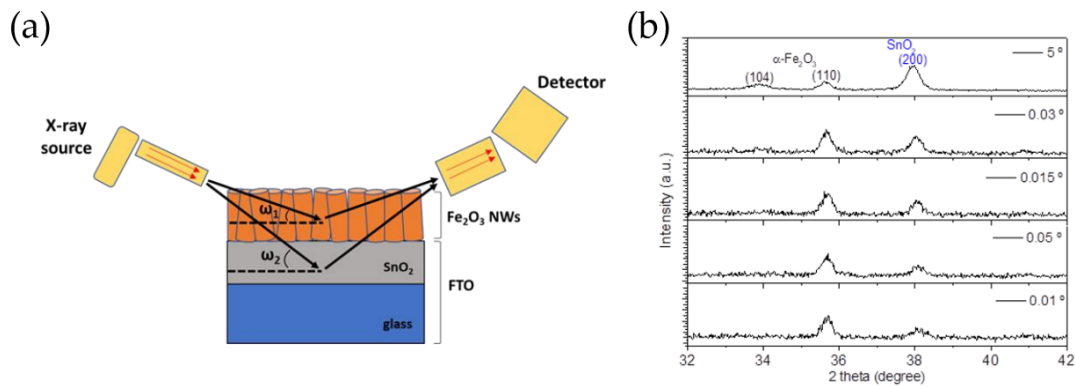 (a)
X-ray
source
Detector
ω1
Fe2O3 NWs
ω2
SnO2
FTO
glass
(b)
SnO2
(200)
α-Fe2O3
(104)
(110)
5 °
0.03 °
0.015 °
0.05 °
0.01 °
Intensity (a.u.)
32 34 36 38 40 42
2 theta (degree)